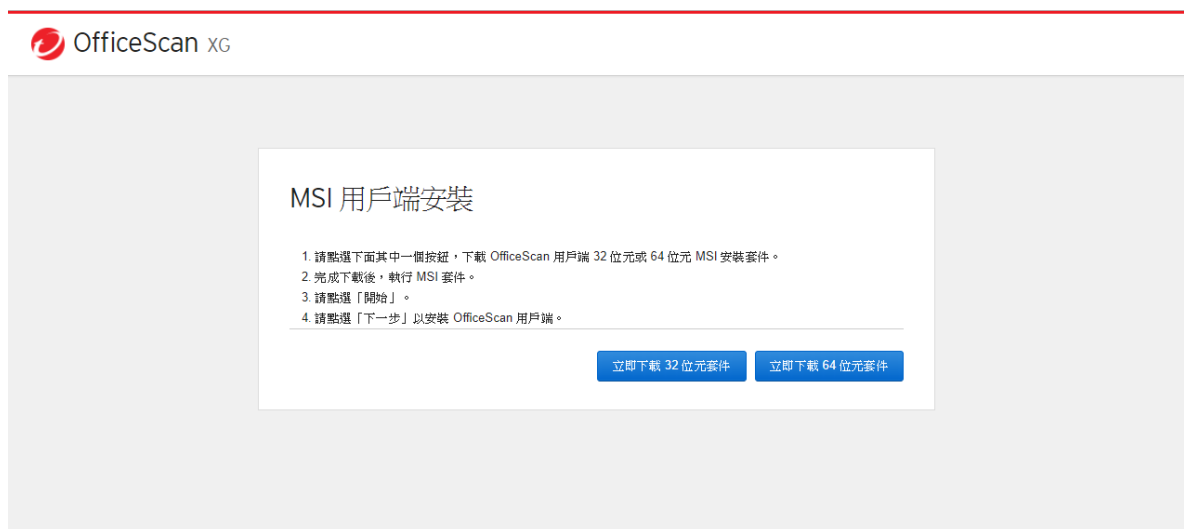 OfficeScan XG
MSI 用戶端安裝
1. 請點選下面其中一個按鈕，下載 OfficeScan 用戶端 32 位元或 64 位元 MSI 安裝套件。
2. 完成下載後，執行 MSI 套件。
3. 請點選「開始」。
4. 請點選「下一步」以安裝 OfficeScan 用戶端。
立即下載 32 位元套件 立即下載 64 位元套件